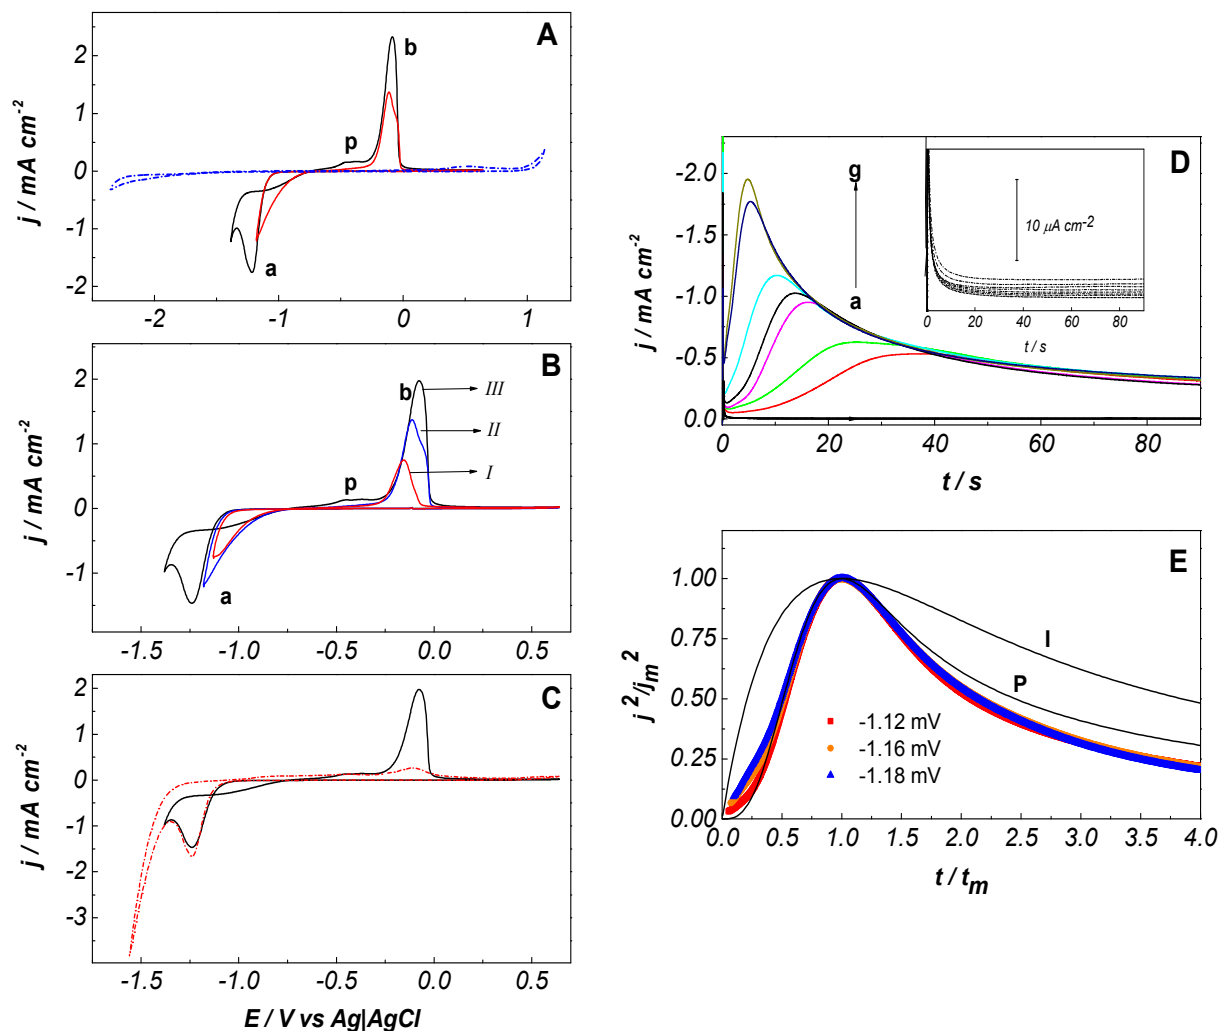 A
b
p
a
2
1
0
-1
-2
j / mA cm-2
-2
-1
0
1
B
b
III
II
I
p
a
2
1
0
-1
j / mA cm-2
-1.5
-1.0
-0.5
0.0
0.5
C
2
1
0
-1
-2
-3
j / mA cm-2
-1.5
-1.0
-0.5
0.0
0.5
E / V vs Ag|AgCl
D
g
a
-2.0
-1.5
-1.0
-0.5
0.0
j / mA cm-2
0
20
40
60
80
t / s
10 μA cm-2
0
20
40
60
80
t / s
E
I
P
-1.12 mV
-1.16 mV
-1.18 mV
1.00
0.75
0.50
0.25
0.00
j2/jm2
0.0
0.5
1.0
1.5
2.0
2.5
3.0
3.5
4.0
t / tm